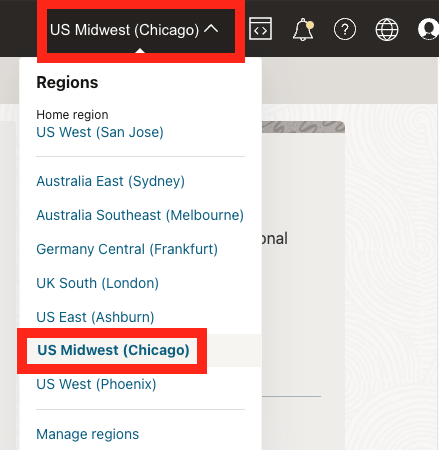 US Midwest (Chicago)
Regions
Home region
US West (San Jose)
Australia East (Sydney)
Australia Southeast (Melbourne)
onal
Germany Central (Frankfurt)
UK South (London)
US East (Ashburn)
US Midwest (Chicago)
US West (Phoenix)
Manage regions